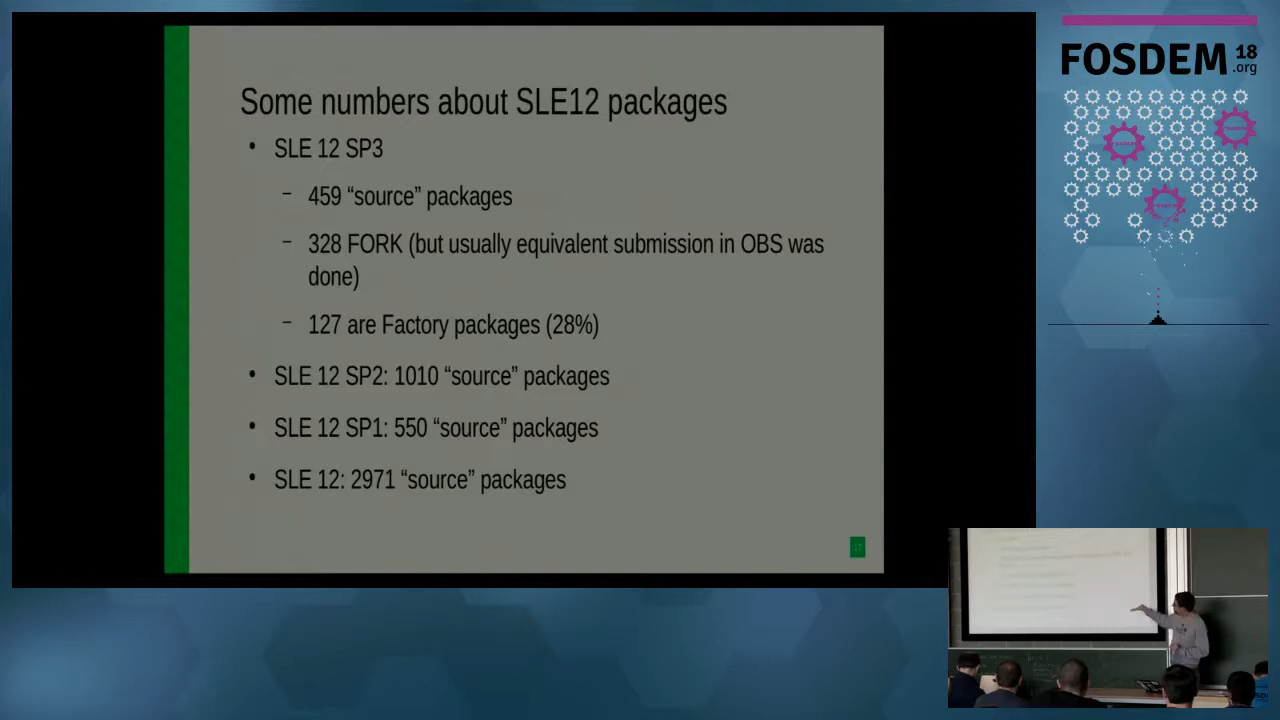 Some numbers about SLE12 packages
• SLE 12 SP3
– 459 “source” packages
– 328 FORK (but usually equivalent submission in OBS was
done)
– 127 are Factory packages (28%)
• SLE 12 SP2: 1010 “source” packages
• SLE 12 SP1: 550 “source” packages
• SLE 12: 2971 “source” packages
17
FOSDEM 18
.org